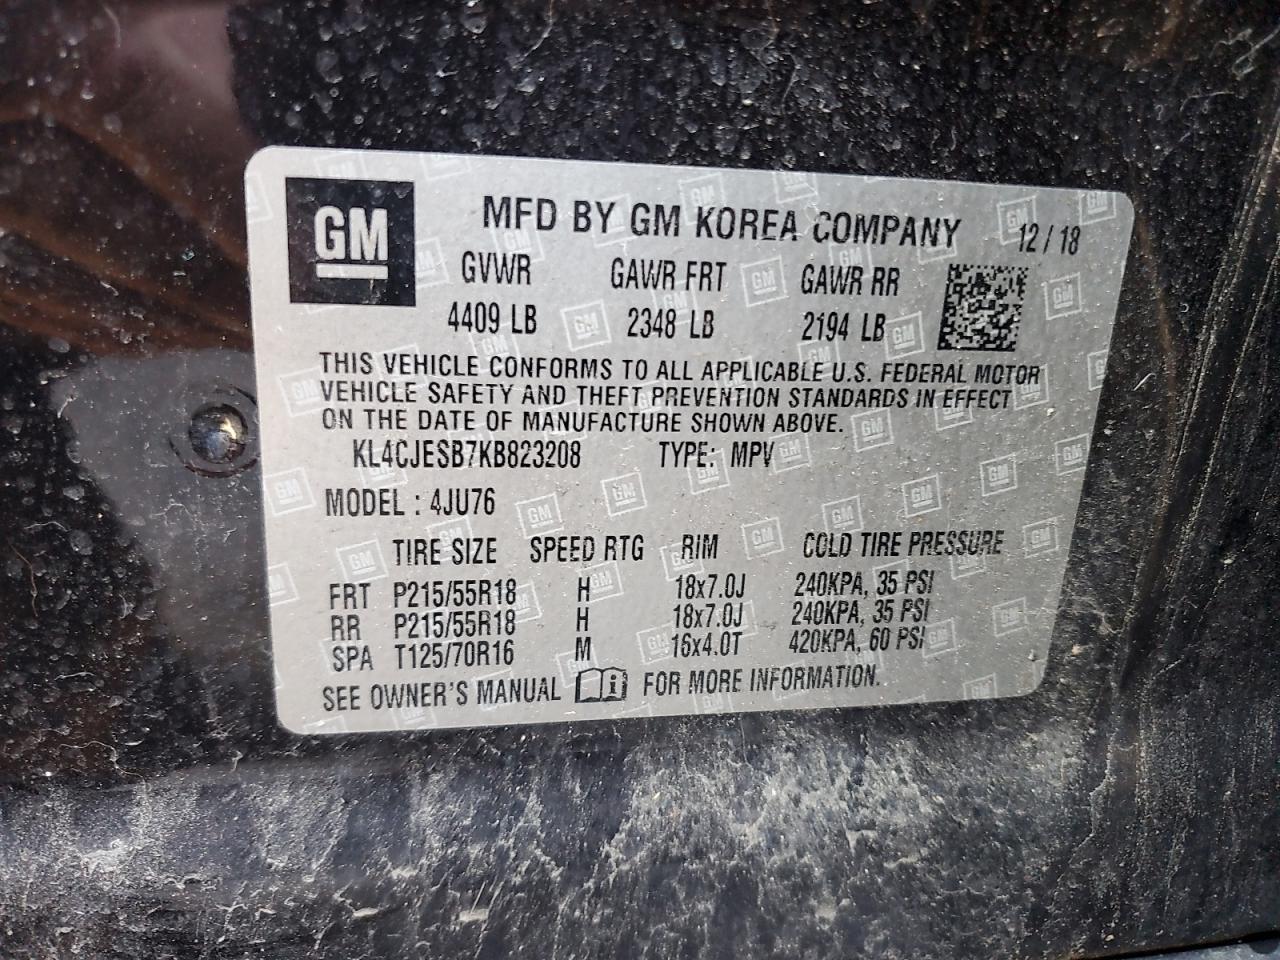 GM
MFD BY GM KOREA COMPANY 12 / 18
GVWR GAWR FRT GAWR RR
4409 LB 2348 LB 2194 LB
THIS VEHICLE CONFORMS TO ALL APPLICABLE U.S. FEDERAL MOTOR
VEHICLE SAFETY AND THEFT PREVENTION STANDARDS IN EFFECT
ON THE DATE OF MANUFACTURE SHOWN ABOVE.
KL4CJESB7KB823208 TYPE: MPV
MODEL : 4JU76
TIRE SIZE SPEED RTG RIM COLD TIRE PRESSURE
FRT P215/55R18 H 18x7.0J 240KPA, 35 PSI
RR P215/55R18 H 18x7.0J 240KPA, 35 PSI
SPA T125/70R16 M 16x4.0T 420KPA, 60 PSI
SEE OWNER'S MANUAL i FOR MORE INFORMATION.